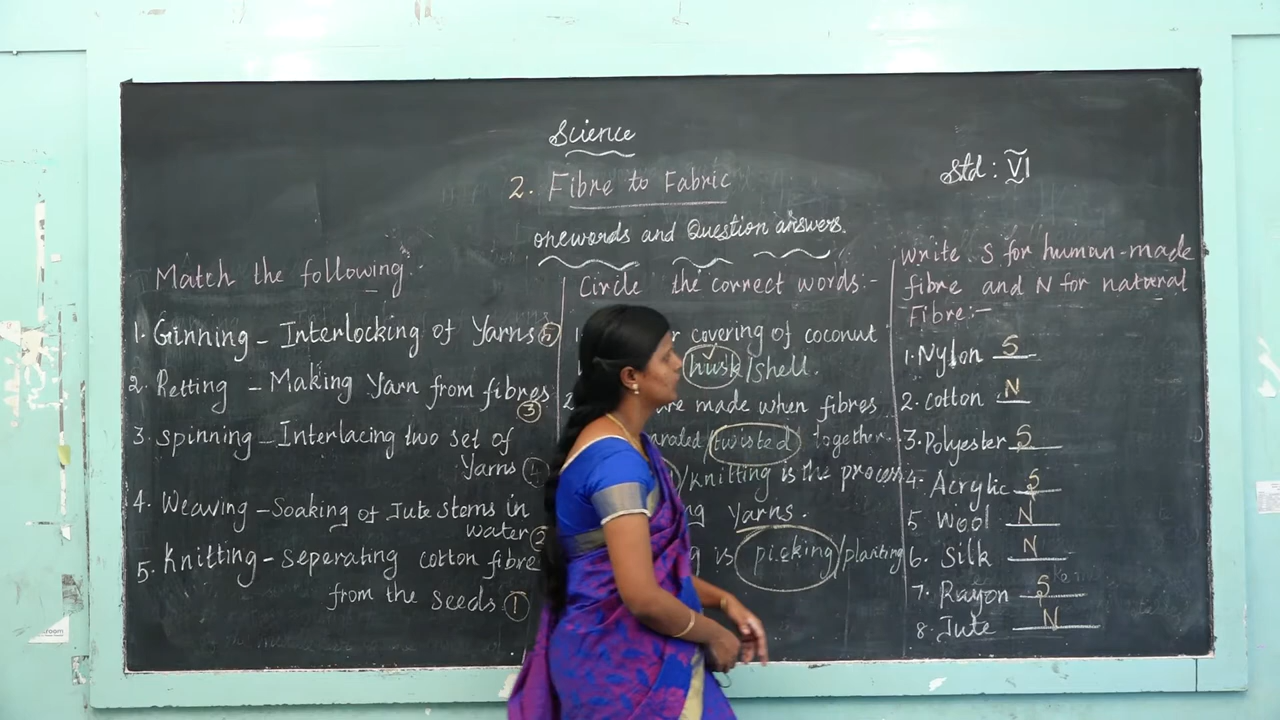 Science
2. Fibre to Fabric
Std : VI
onewords and Question answers.
Match the following:-
1. Ginning - Interlocking of Yarns 5
2. Retting - Making Yarn from fibres
3
3. Spinning - Interlacing two set of
Yarns 4
4. Weaving - Soaking of Jute stems in
water 2
5. Knitting - seperating cotton fibre
from the seeds. 1
Circle the correct words:-
1. covering of coconut
husk/shell.
2 are made when fibres
twisted together.
/knitting is the process
Yarns.
is picking/planting
Write S for human-made
fibre and N for natural
Fibre:-
1. Nylon S
2. cotton N
3. Polyester S
4. Acrylic S
5. Wool N
6. Silk N
7. Rayon S
8. Jute N